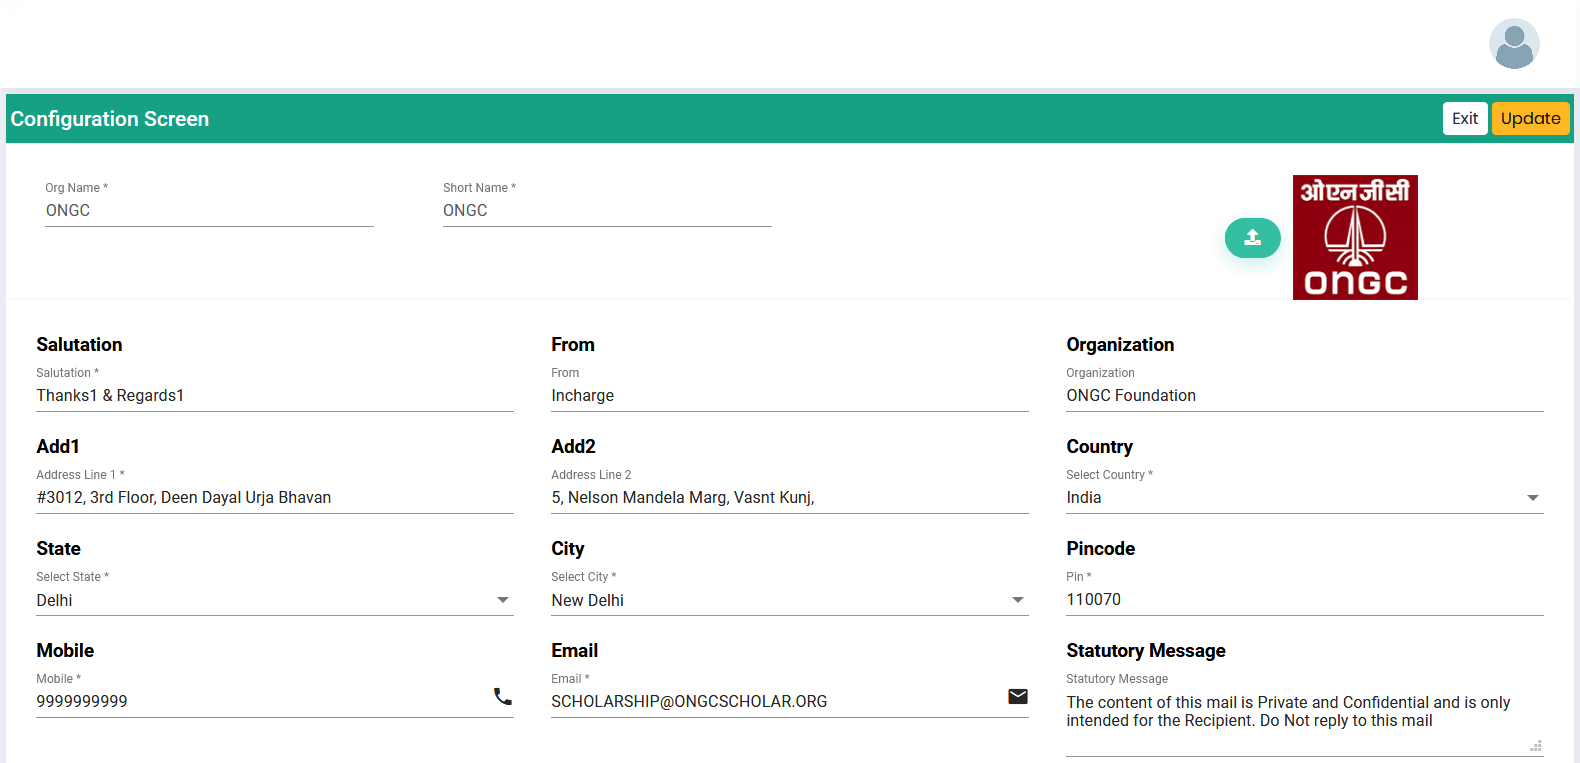 Configuration Screen
Exit
Update
Org Name *
ONGC
Short Name *
ONGC
ओएनजीसी
ongc
Salutation
Salutation *
Thanks1 & Regards1
From
From
Incharge
Organization
Organization
ONGC Foundation
Add1
Address Line 1 *
#3012, 3rd Floor, Deen Dayal Urja Bhavan
Add2
Address Line 2
5, Nelson Mandela Marg, Vasnt Kunj,
Country
Select Country *
India
State
Select State *
Delhi
City
Select City *
New Delhi
Pincode
Pin *
110070
Mobile
Mobile *
9999999999
Email
Email *
SCHOLARSHIP@ONGCSCHOLAR.ORG
Statutory Message
Statutory Message
The content of this mail is Private and Confidential and is only
intended for the Recipient. Do Not reply to this mail